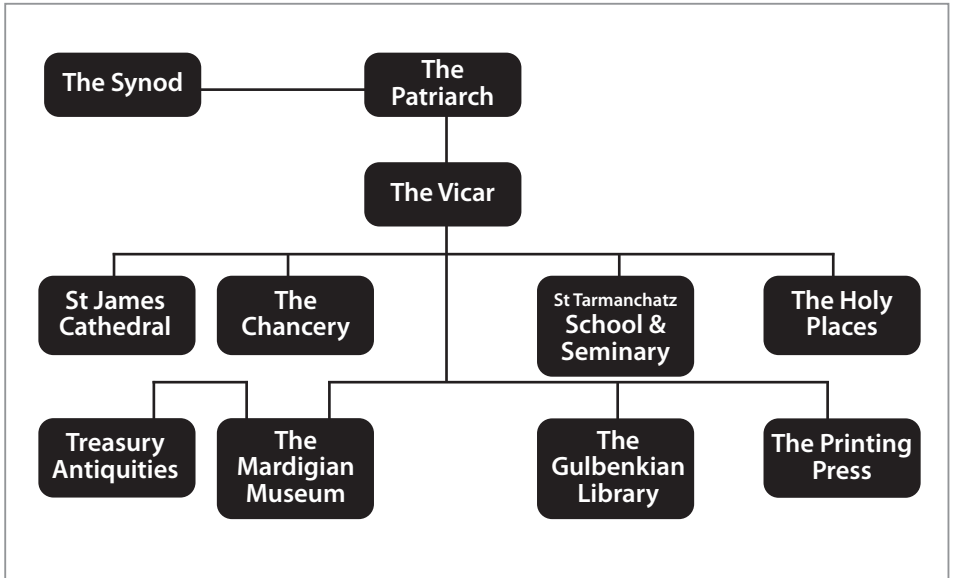 The Synod
The
Patriarch
The Vicar
St James
Cathedral
The
Chancery
St Tarmanchatz
School &
Seminary
The Holy
Places
Treasury
Antiquities
The
Mardigian
Museum
The
Gulbenkian
Library
The Printing
Press